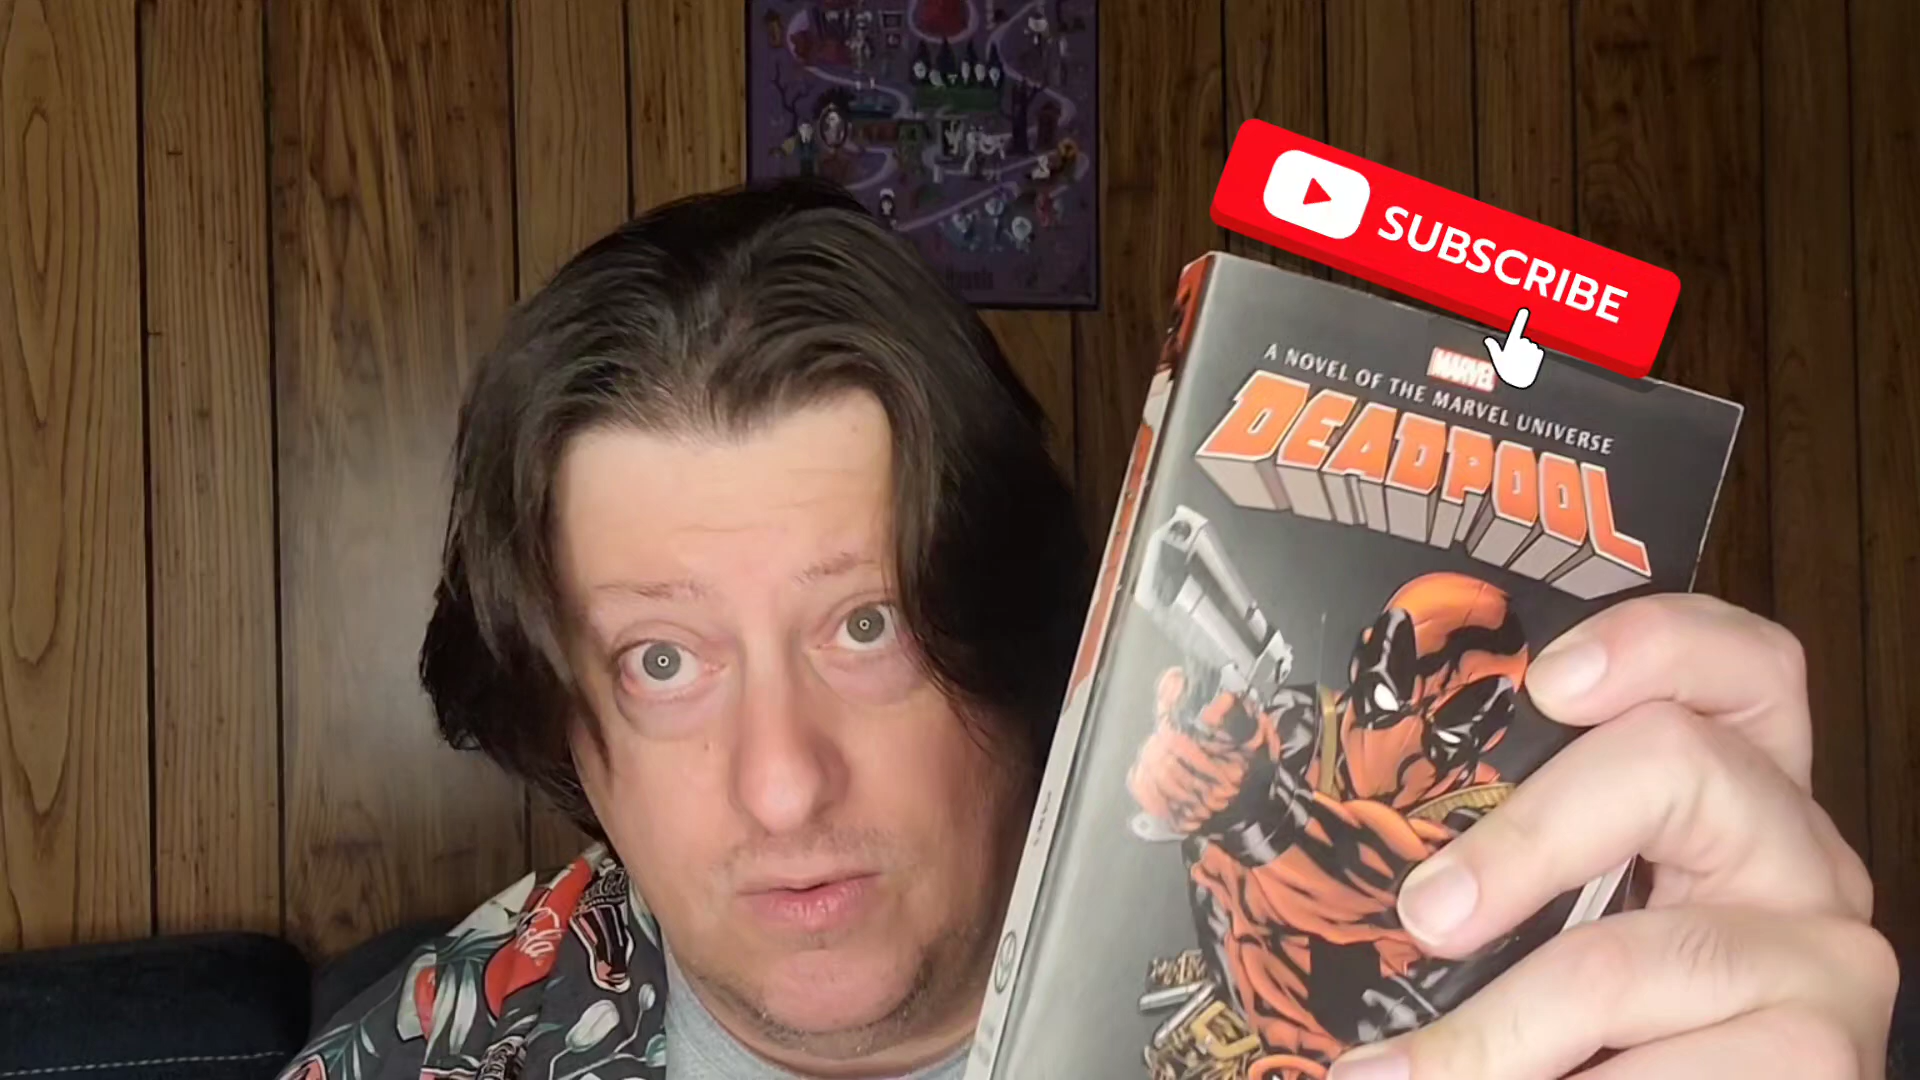 SUBSCRIBE
MARVEL
A NOVEL OF THE MARVEL UNIVERSE
DEADPOOL